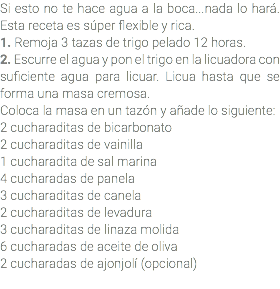 Si esto no te hace agua a la boca...nada lo hará.
Esta receta es súper flexible y rica.
1. Remoja 3 tazas de trigo pelado 12 horas.
2. Escurre el agua y pon el trigo en la licuadora con
suficiente agua para licuar. Licua hasta que se
forma una masa cremosa.
Coloca la masa en un tazón y añade lo siguiente:
2 cucharaditas de bicarbonato
2 cucharaditas de vainilla
1 cucharadita de sal marina
4 cucharadas de panela
3 cucharaditas de canela
2 cucharaditas de levadura
3 cucharaditas de linaza molida
6 cucharadas de aceite de oliva
2 cucharadas de ajonjolí (opcional)